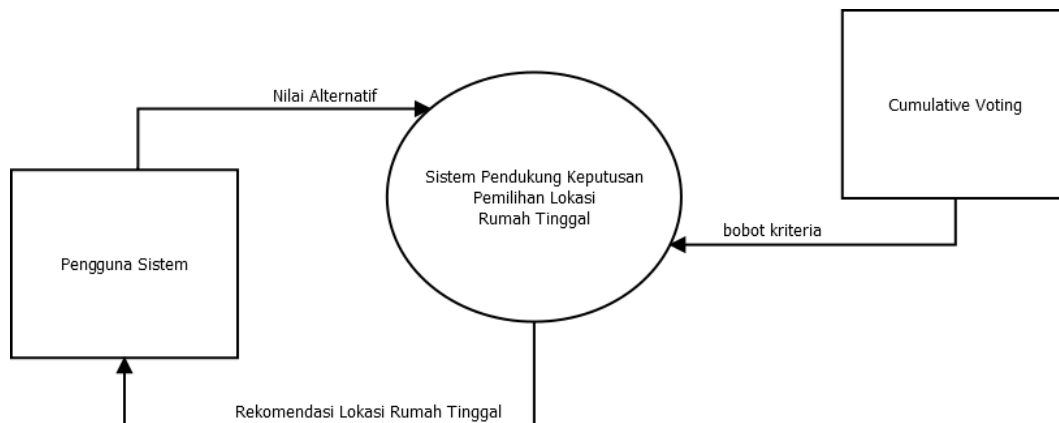 Nilai Alternatif
Cumulative Voting
Sistem Pendukung Keputusan
Pemilihan Lokasi
Rumah Tinggal
bobot kriteria
Pengguna Sistem
Rekomendasi Lokasi Rumah Tinggal